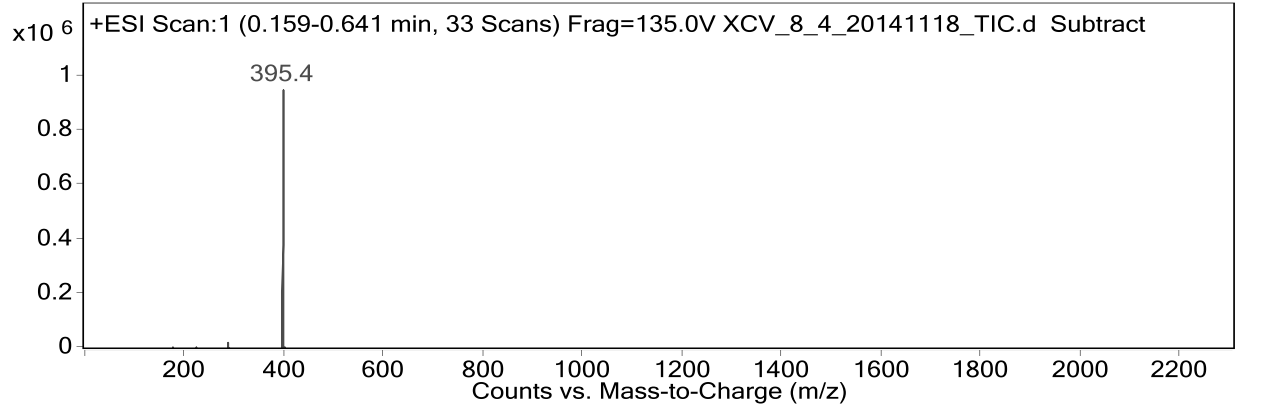 x10 6
+ESI Scan:1 (0.159-0.641 min, 33 Scans) Frag=135.0V XCV_8_4_20141118_TIC.d Subtract
395.4
1
0.8
0.6
0.4
0.2
0
200 400 600 800 1000 1200 1400 1600 1800 2000 2200
Counts vs. Mass-to-Charge (m/z)